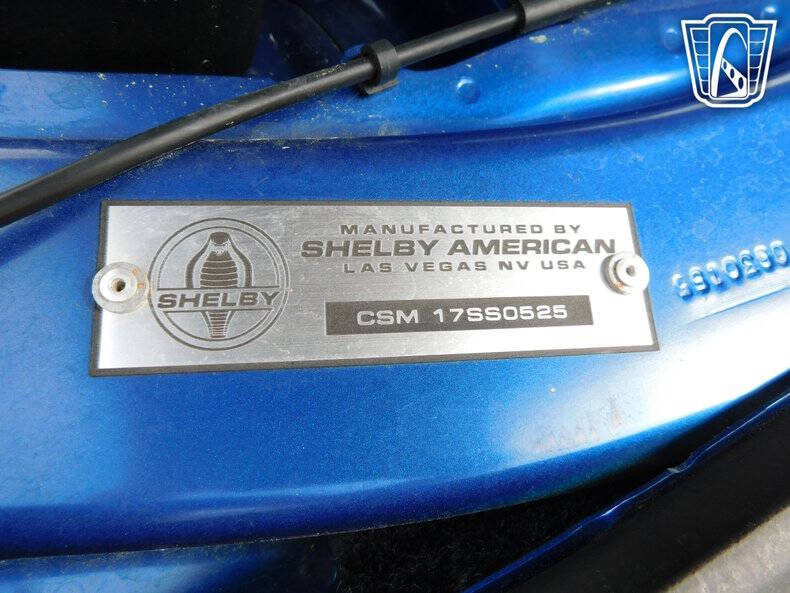 MANUFACTURED BY
SHELBY AMERICAN
LAS VEGAS NV USA
SHELBY
CSM 17SS0525